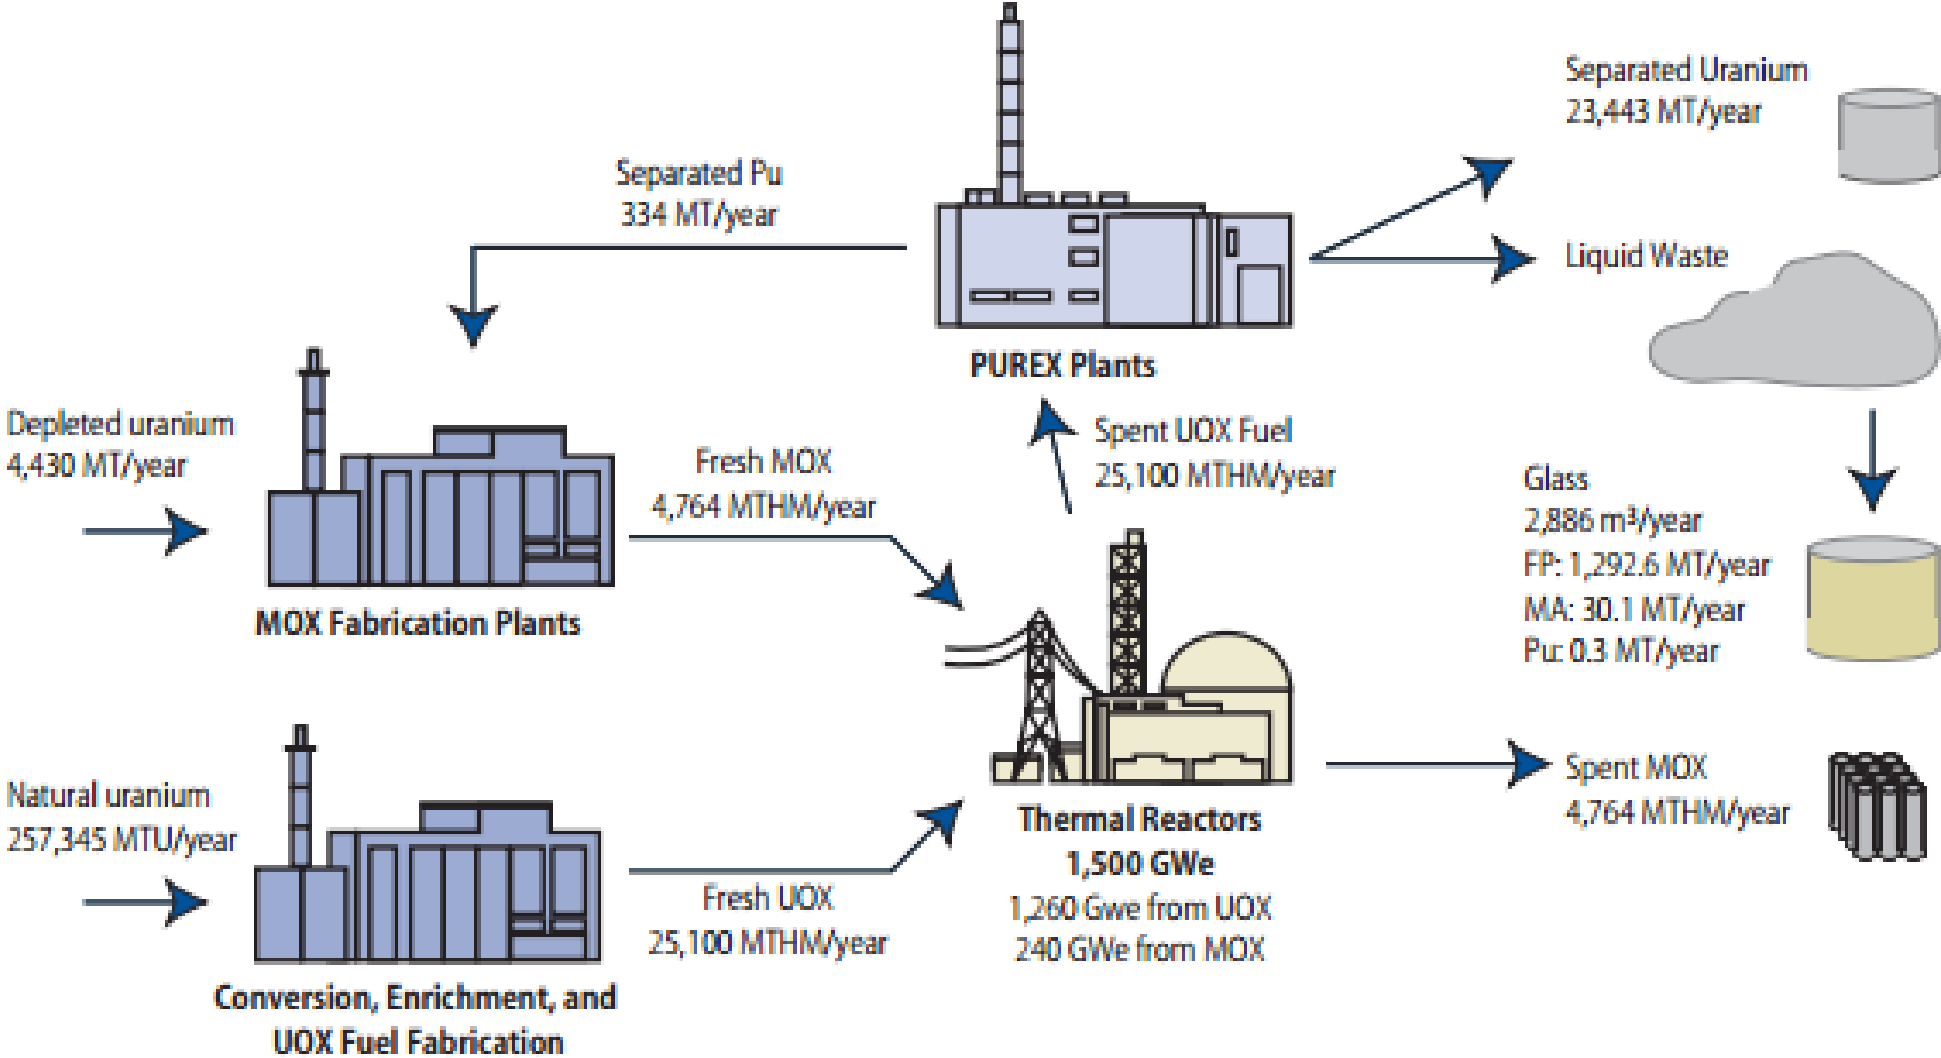 Separated Uranium
23,443 MT/year
Separated Pu
334 MT/year
Liquid Waste
PUREX Plants
Depleted uranium
4,430 MT/year
Fresh MOX
4,764 MTHM/year
Spent UOX Fuel
25,100 MTHM/year
Glass
2,886 m³/year
FP: 1,292.6 MT/year
MA: 30.1 MT/year
Pu: 0.3 MT/year
MOX Fabrication Plants
Natural uranium
257,345 MTU/year
Spent MOX
4,764 MTHM/year
Thermal Reactors
1,500 GWe
1,260 Gwe from UOX
240 GWe from MOX
Fresh UOX
25,100 MTHM/year
Conversion, Enrichment, and
UOX Fuel Fabrication